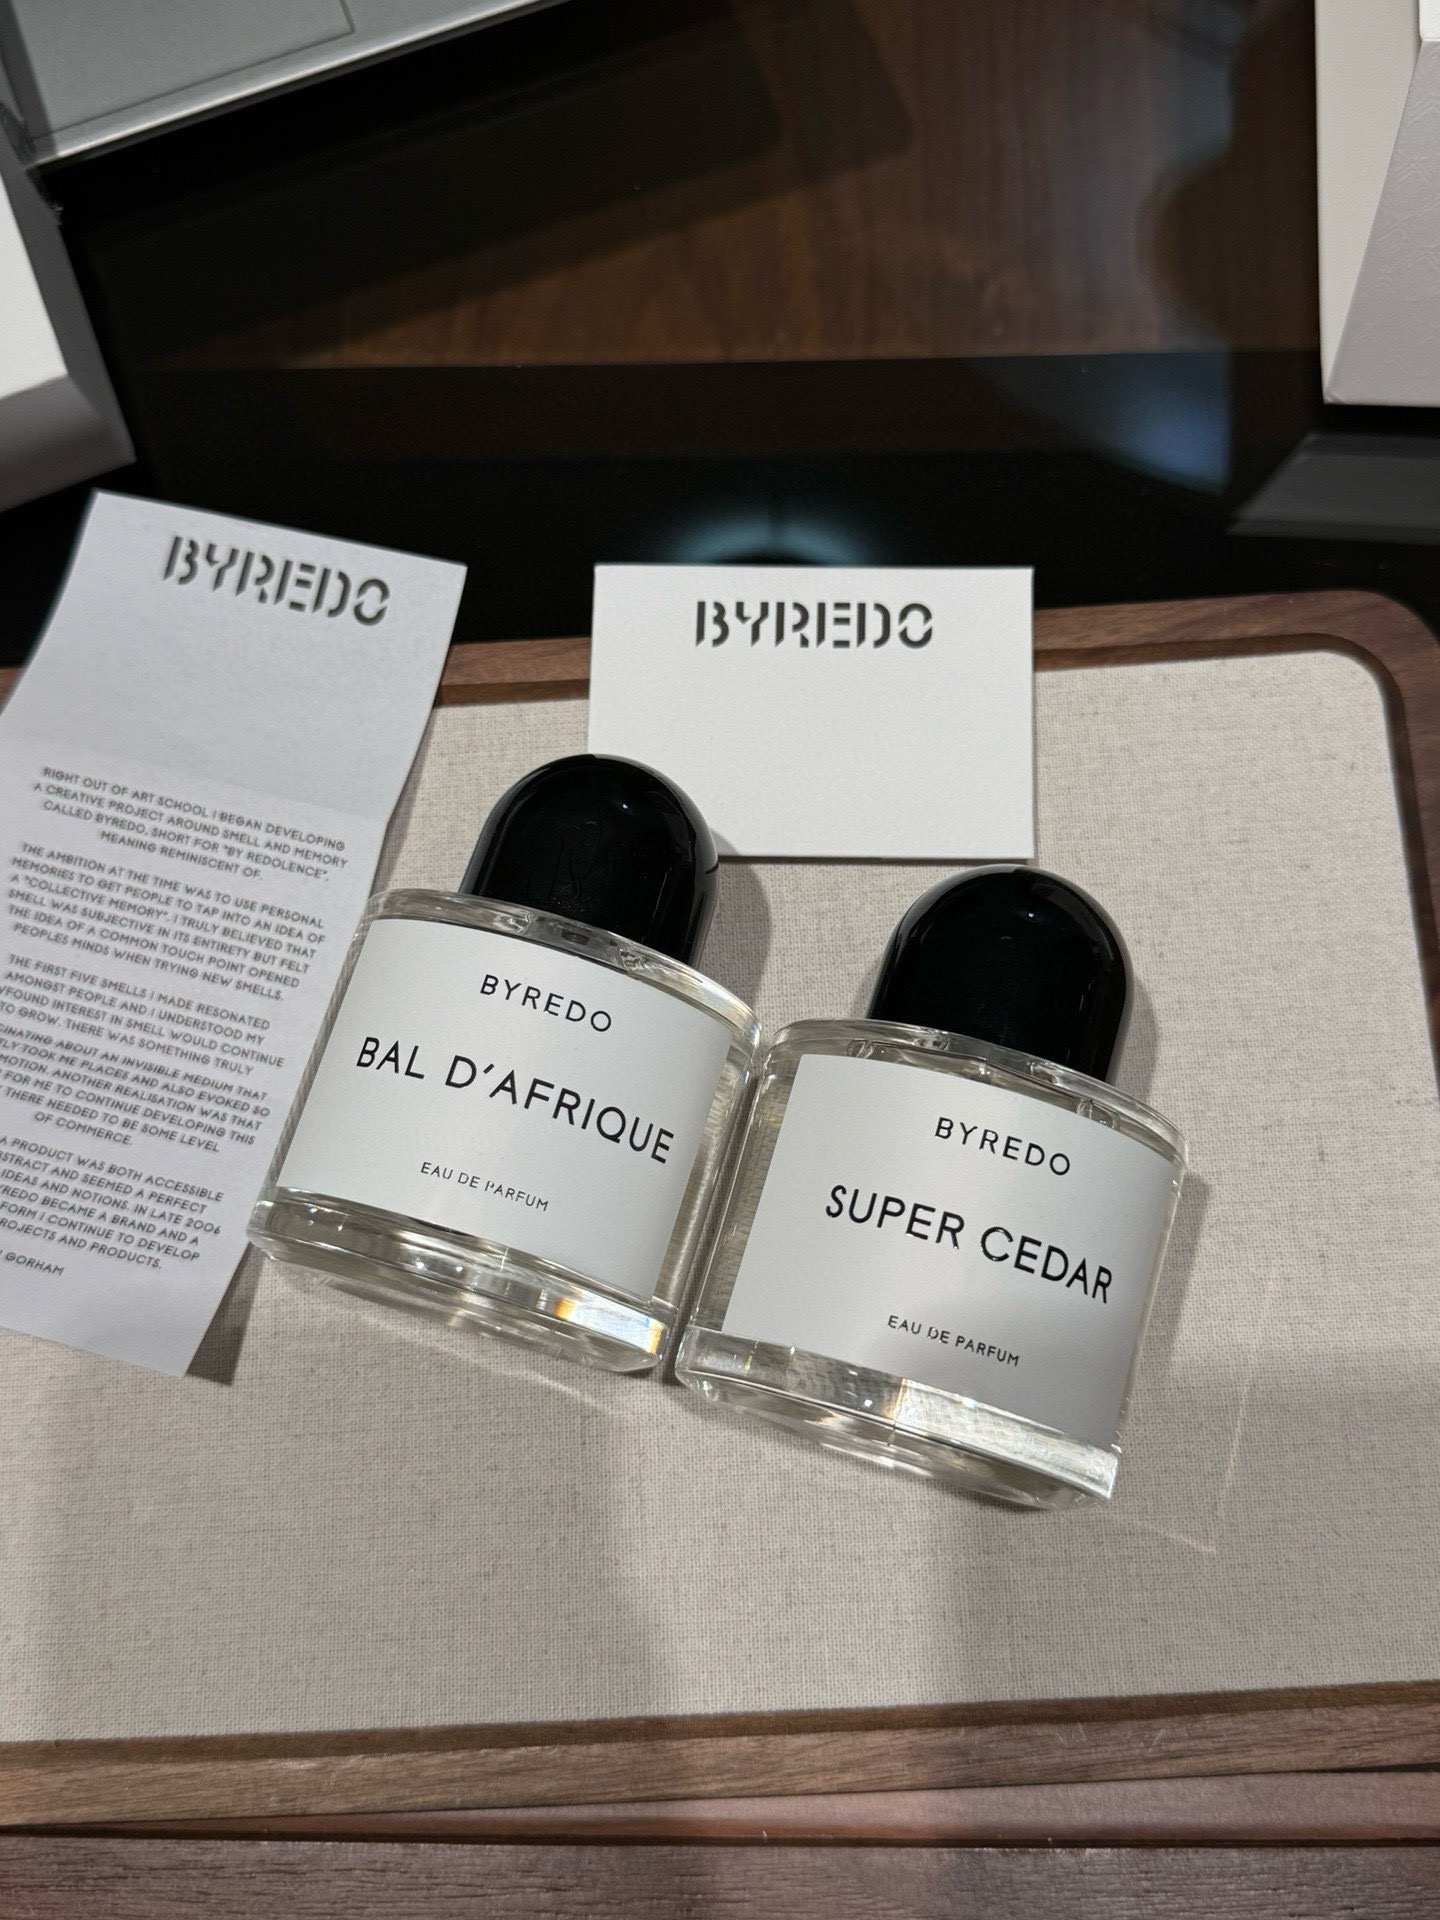 BYREDO
RIGHT OUT OF ART SCHOOL I BEGAN DEVELOPING
A CREATIVE PROJECT AROUND SMELL AND MEMORY
CALLED BYREDO, SHORT FOR "BY REDOLENCE",
MEANING REMINISCENT OF.
THE AMBITION AT THE TIME WAS TO USE PERSONAL
MEMORIES TO GET PEOPLE TO TAP INTO AN IDEA OF
A "COLLECTIVE MEMORY". I TRULY BELIEVED THAT
SMELL WAS SUBJECTIVE IN ITS ENTIRETY BUT FELT
THE IDEA OF A COMMON TOUCH POINT OPENED
PEOPLES MINDS WHEN TRYING NEW SMELLS.
THE FIRST FIVE SMELLS I MADE RESONATED
AMONGST PEOPLE AND I UNDERSTOOD MY
INTEREST IN SMELL WOULD CONTINUE
TO GROW. THERE WAS SOMETHING TRULY
ABOUT AN INVISIBLE MEDIUM THAT
TOOK ME PLACES AND ALSO EVOKED SO
ANOTHER REALISATION WAS THAT
FOR ME TO CONTINUE DEVELOPING THIS
THERE NEEDED TO BE SOME LEVEL
OF COMMERCE.
A PRODUCT WAS BOTH ACCESSIBLE
AND SEEMED A PERFECT
IDEAS AND NOTIONS. IN LATE 2006
BECAME A BRAND AND A
I CONTINUE TO DEVELOP
AND PRODUCTS.
GORHAM
BYREDO
BYREDO
BAL D'AFRIQUE
EAU DE PARFUM
BYREDO
SUPER CEDAR
EAU DE PARFUM